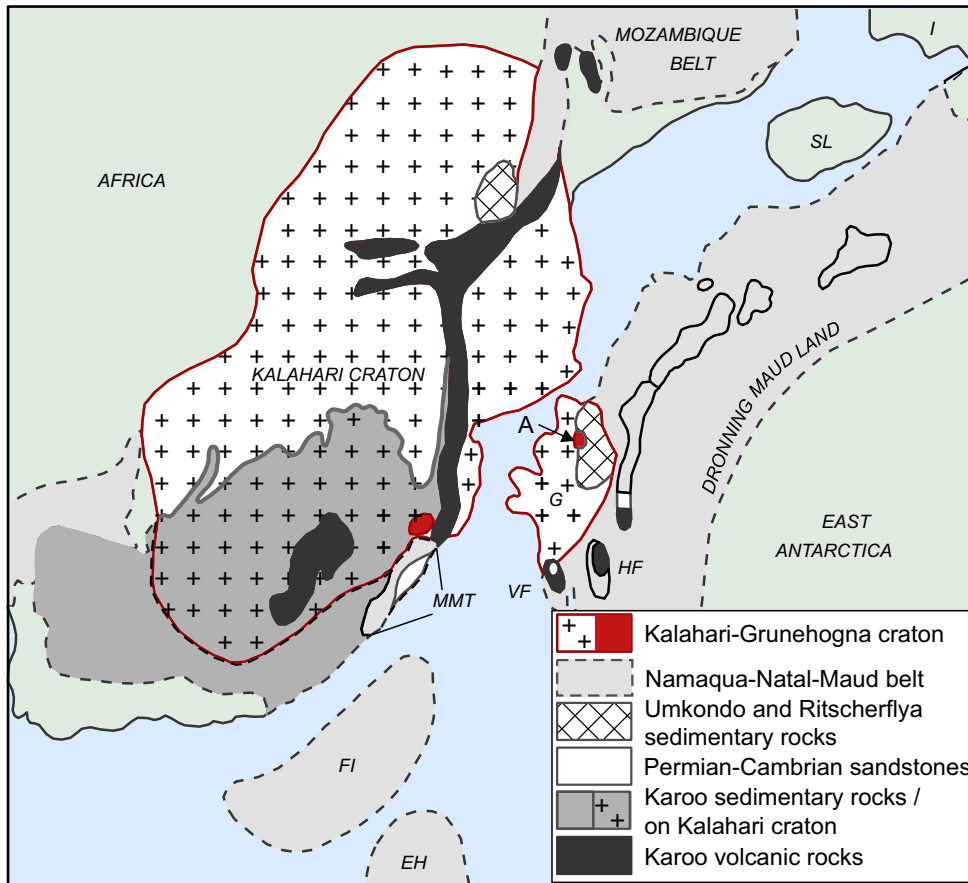 MOZAMBIQUE
BELT
I
SL
AFRICA
KALAHARI CRATON
DRONNING MAUD LAND
A
G
EAST
ANTARCTICA
HF
VF
MMT
FI
EH
Kalahari-Grunehogna craton
Namaqua-Natal-Maud belt
Umkondo and Ritscherflya
sedimentary rocks
Permian-Cambrian sandstones
Karoo sedimentary rocks /
on Kalahari craton
Karoo volcanic rocks